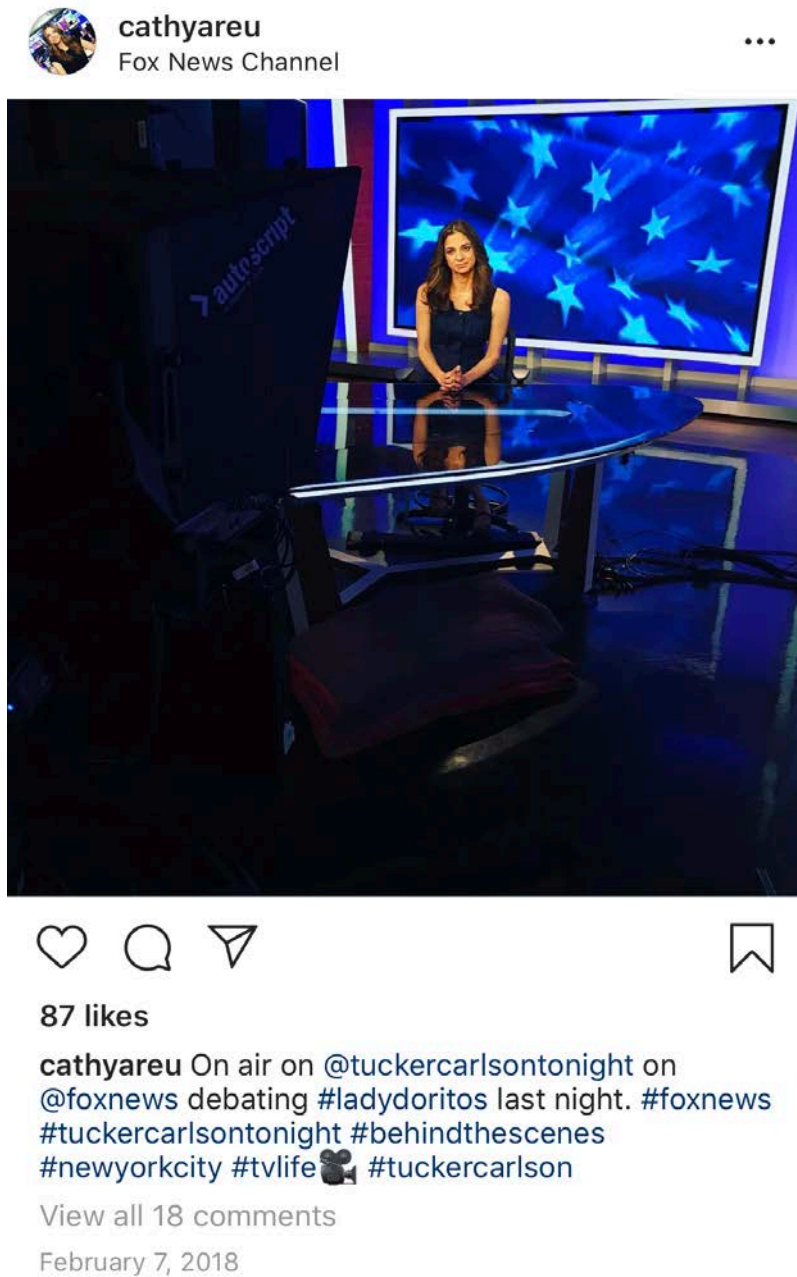 cathyareu
Fox News Channel
autoscript
87 likes
cathyareu On air on @tuckercarlsontonight on
@foxnews debating #ladydoritos last night. #foxnews
#tuckercarlsontonight #behindthescenes
#newyorkcity #tvlife🎥 #tuckercarlson
View all 18 comments
February 7, 2018